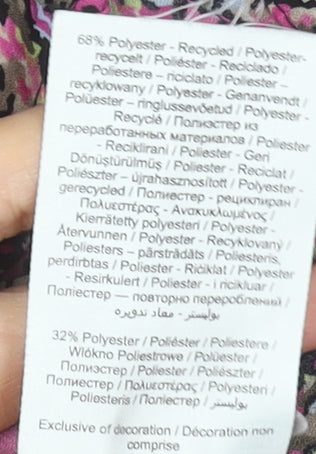 68% Polyester - Recycled / Polyester-
recycelt / Poliéster - Reciclado /
Poliestere – riciclato / Poliester –
recyklowany / Polyester - Genanvendt /
Polüester – ringlussevõetud / Polyester -
Recyclé / Полиэстер из
переработанных материалов / Poliester
- Reciklirani / Poliester - Geri
Dönüştürülmüş / Poliester - Reciclat /
Poliészter – újrahasznosított / Polyester -
gerecycled / Полиестер - рециклиран /
Πολυεστέρας - Ανακυκλωμένος /
Kierrätetty polyesteri / Polyester -
Återvunnen / Polyester - Recyklovaný /
Poliesters – pārstrādāts / Poliesteris,
perdirbtas / Poliester - Riciklat / Polyester
- Resirkulert / Poliester - i ricikluar /
Поліестер — повторно перероблений /
بوليستر - معاد تدويره
32% Polyester / Poliéster / Poliestere /
Włókno Poliestrowe / Polüester /
Полиэстер / Poliester / Poliészter /
Полиестер / Πολυεστέρας / Polyesteri /
Poliesteris / Поліестер / بوليستر
Exclusive of decoration / Décoration non
comprise